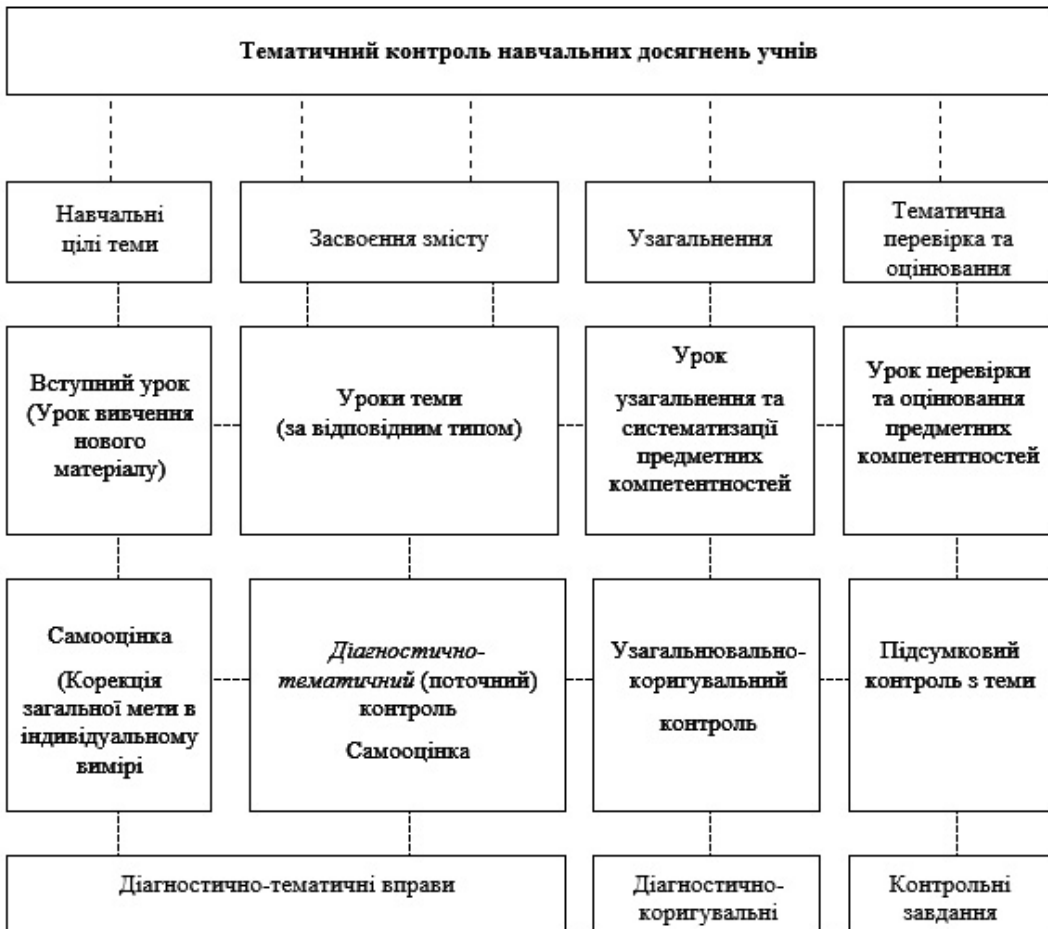 Тематичний контроль навчальних досягнень учнів
Навчальні
цілі теми
Засвоєння змісту
Узагальнення
Тематична
перевірка та
оцінювання
Вступний урок
(Урок вивчення
нового
матеріалу)
Уроки теми
(за відповідним типом)
Урок
узагальнення та
систематизації
предметних
компетентностей
Урок перевірки
та оцінювання
предметних
компетентностей
Самооцінка
(Корекція
загальної мети в
індивідуальному
вимірі
Діагностично-
тематичний (поточний)
контроль
Самооцінка
Узагальнювально-
коригувальний
контроль
Підсумковий
контроль з теми
Діагностично-тематичні вправи
Діагностично-
коригувальні
Контрольні
завдання